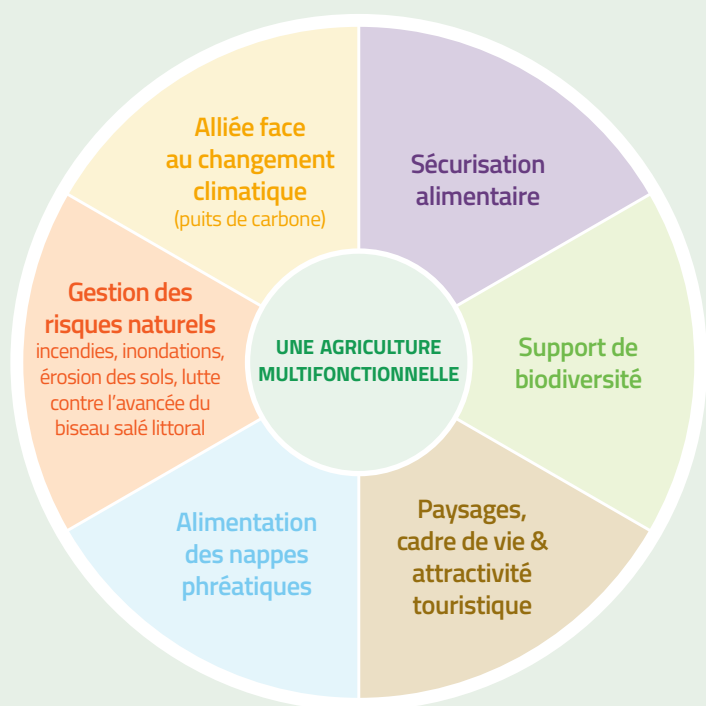 Alliée face
au changement
climatique
(puits de carbone)
Sécurisation
alimentaire
Gestion des
risques naturels
incendies, inondations,
érosion des sols, lutte
contre l'avancée du
biseau salé littoral
UNE AGRICULTURE
MULTIFONCTIONNELLE
Support de
biodiversité
Alimentation
des nappes
phréatiques
Paysages,
cadre de vie &
attractivité
touristique